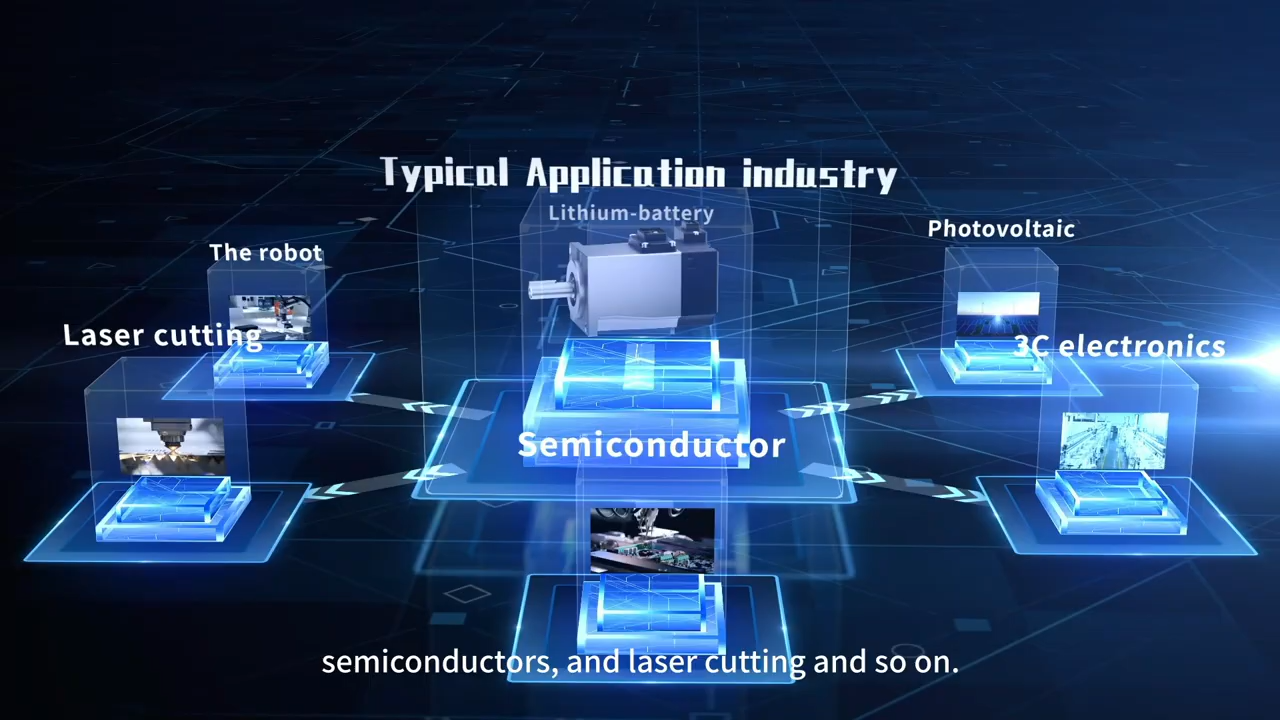 Typical Application industry
Lithium-battery
Photovoltaic
The robot
Laser cutting
3C electronics
Semiconductor
semiconductors, and laser cutting and so on.